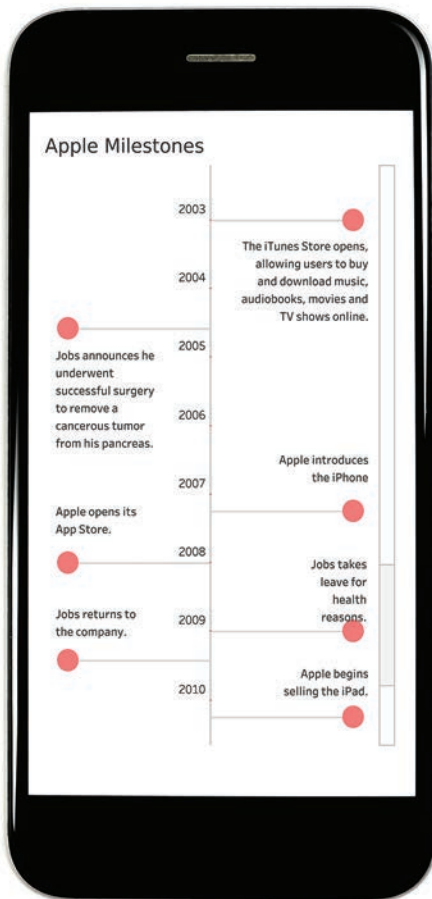 Apple Milestones
2003
The iTunes Store opens,
allowing users to buy
and download music,
audiobooks, movies and
TV shows online.
2004
2005
Jobs announces he
underwent
successful surgery
to remove a
cancerous tumor
from his pancreas.
2006
Apple introduces
the iPhone
2007
Apple opens its
App Store.
2008
Jobs takes
leave for
health
reasons.
Jobs returns to
the company.
2009
Apple begins
selling the iPad.
2010